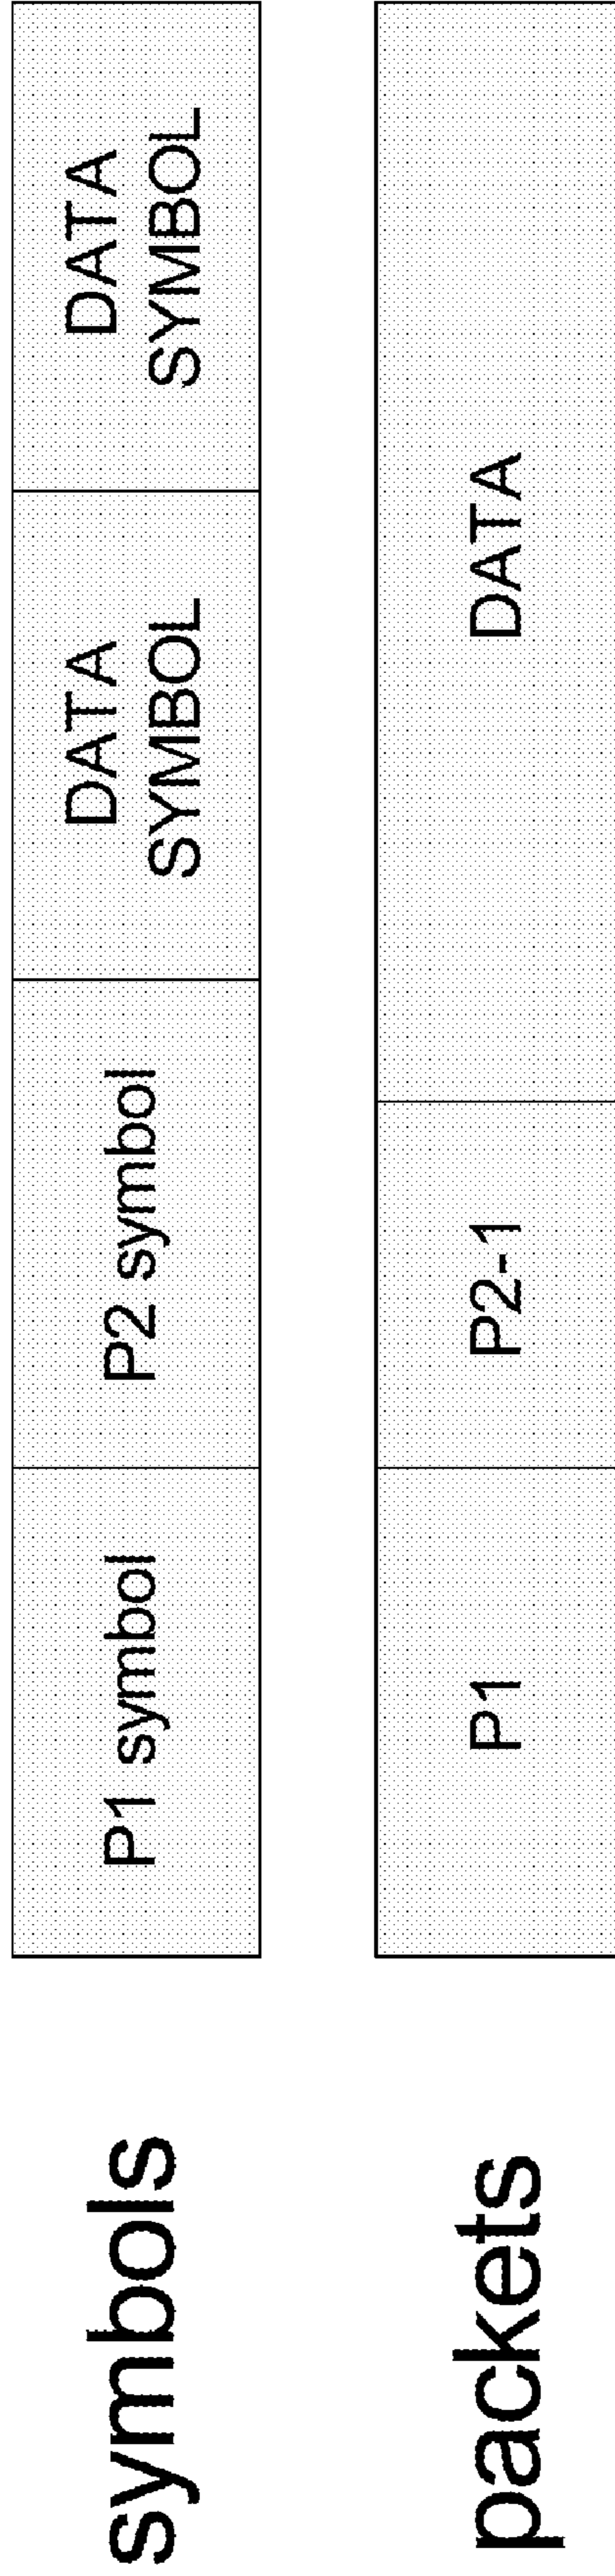 symbols
P1 symbol
P2 symbol
DATA
SYMBOL
DATA
SYMBOL
packets
P1
P2-1
DATA